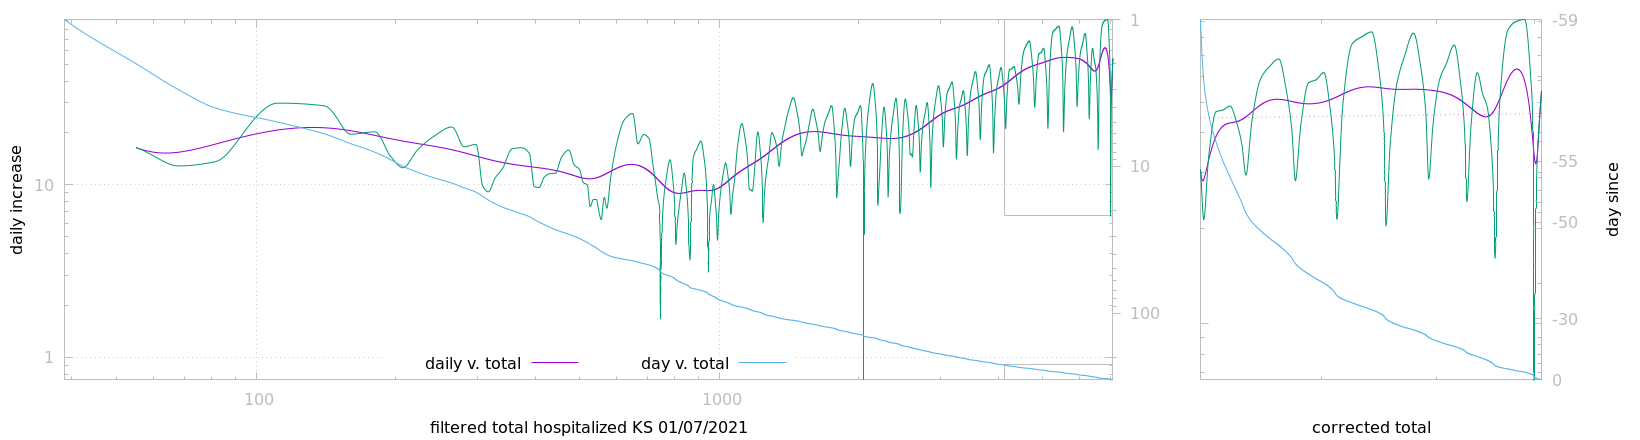 daily increase
10
1
100
1000
1
10
100
daily v. total
day v. total
filtered total hospitalized KS 01/07/2021
-59
-55
-50
-30
0
day since
corrected total